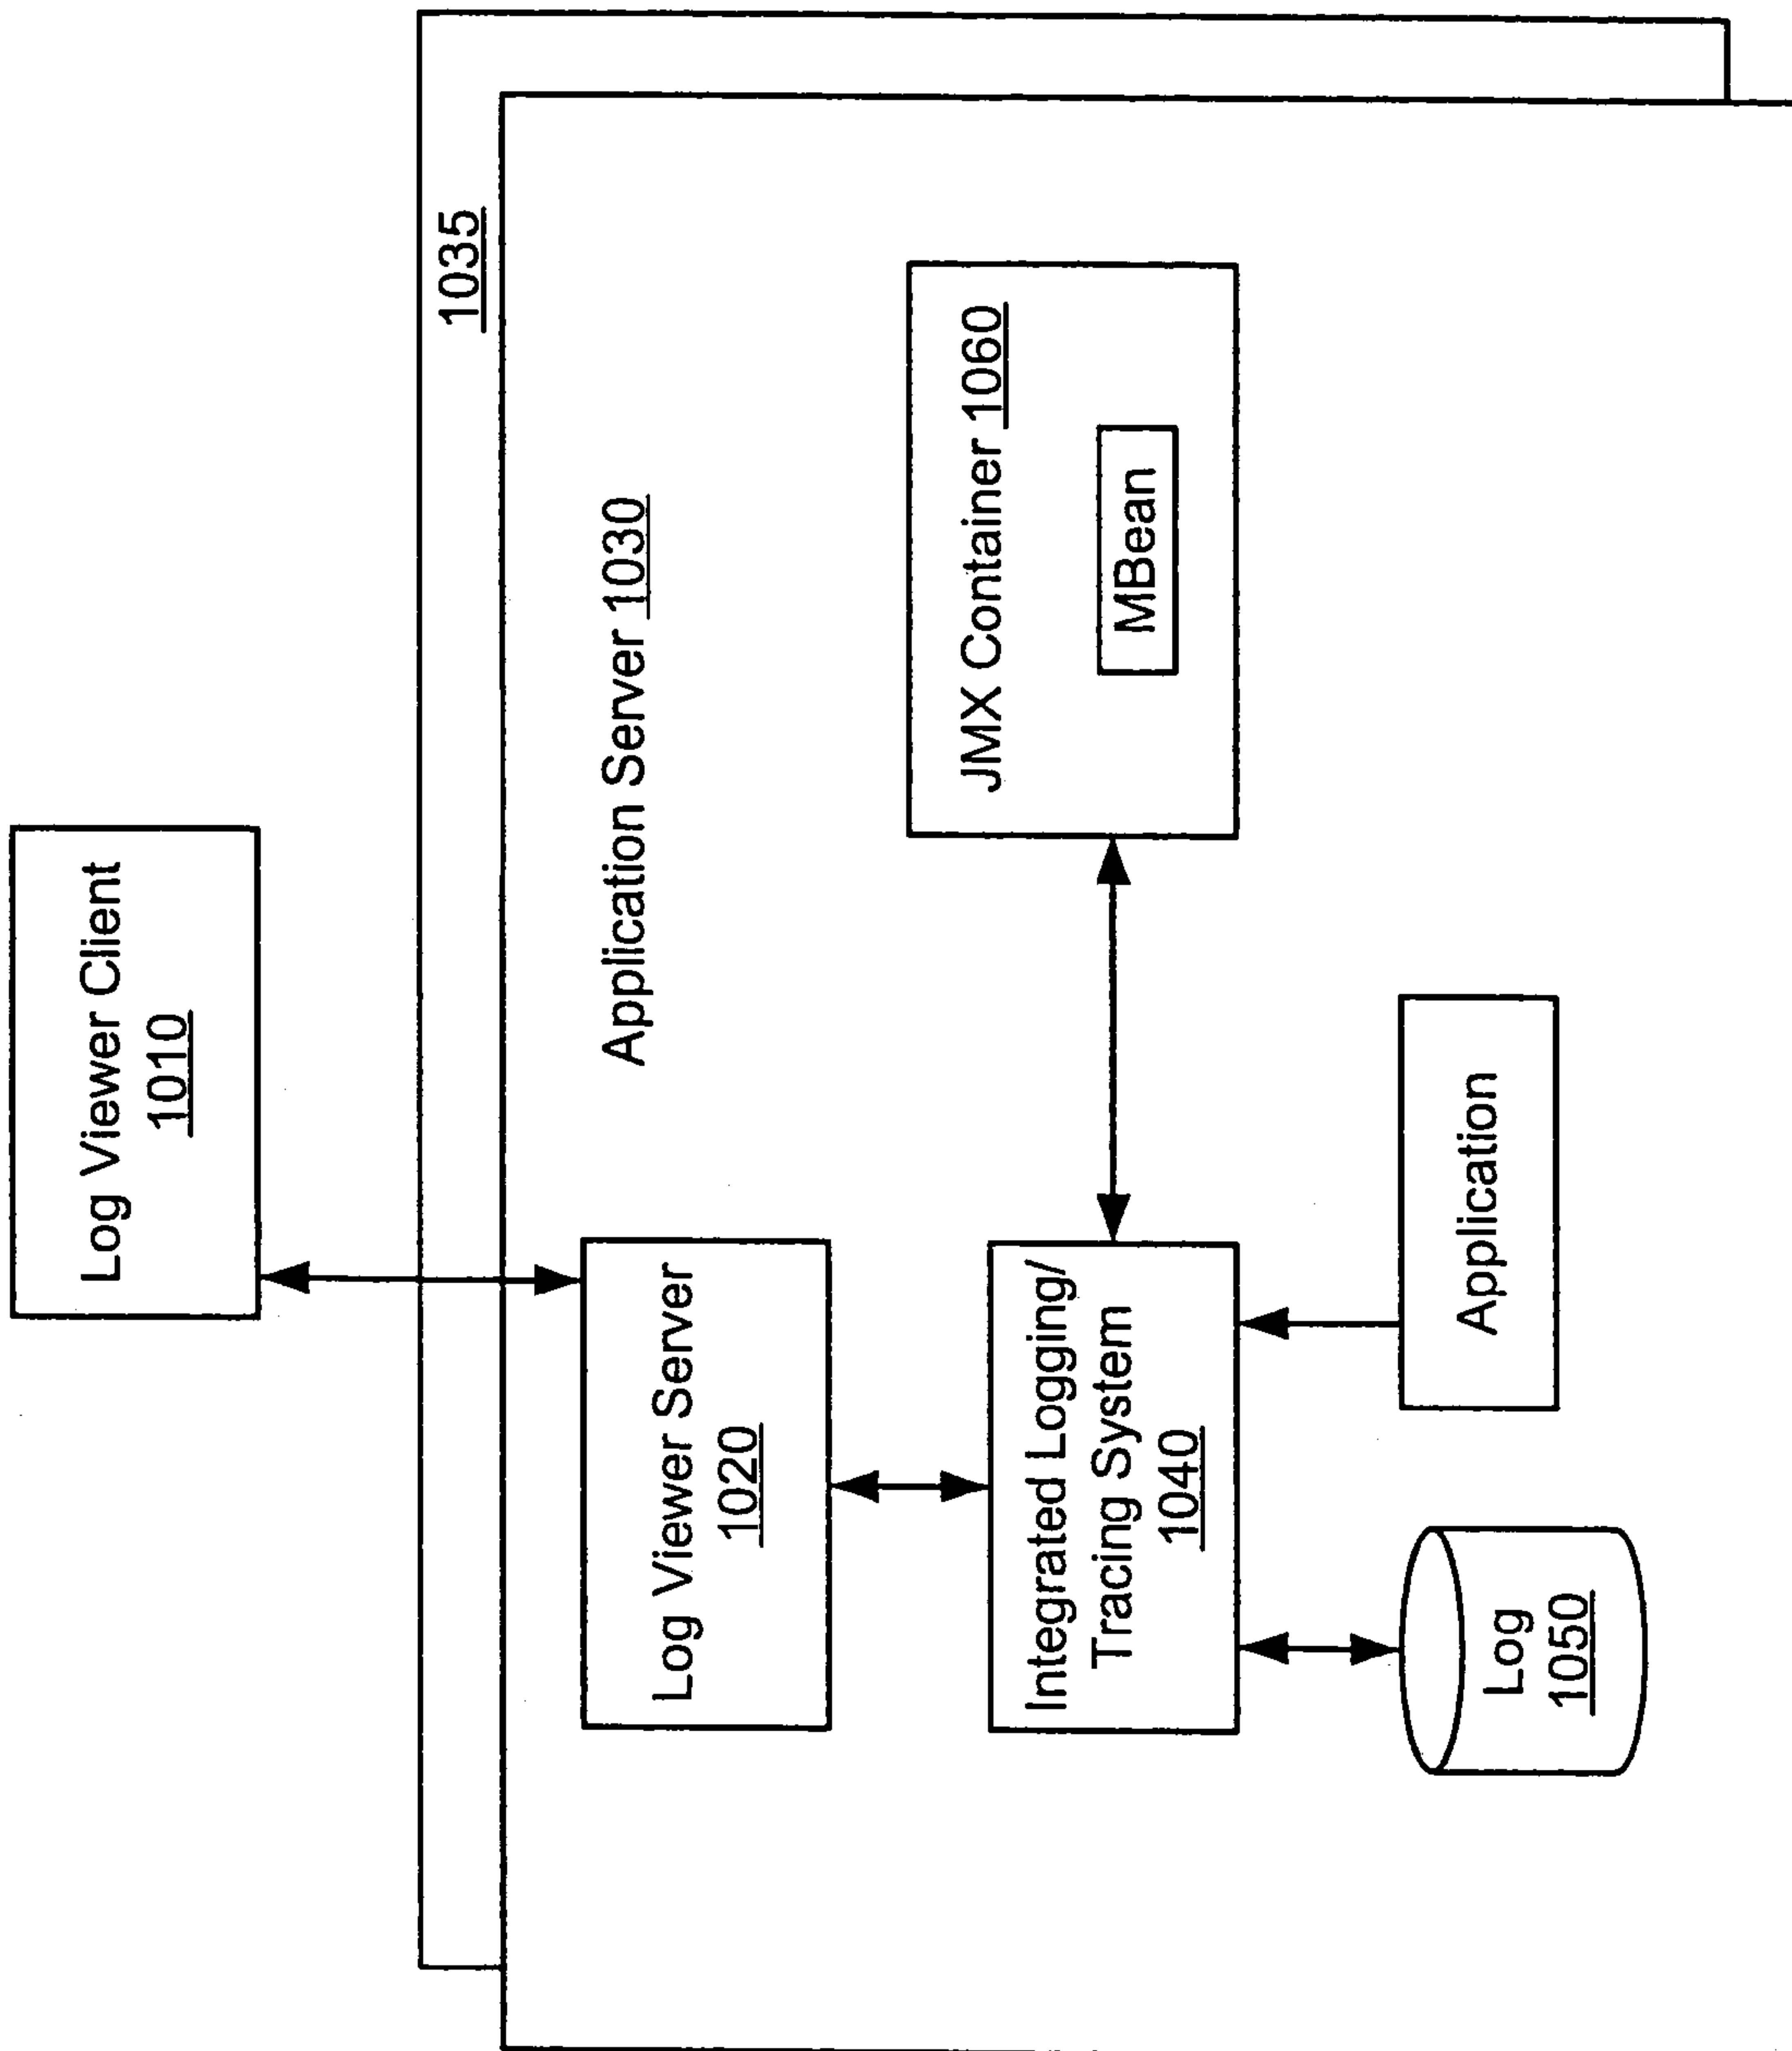 Log Viewer Client
1010
1035
Application Server 1030
Log Viewer Server
1020
JMX Container 1060
MBean
Integrated Logging/
Tracing System
1040
Application
Log
1050